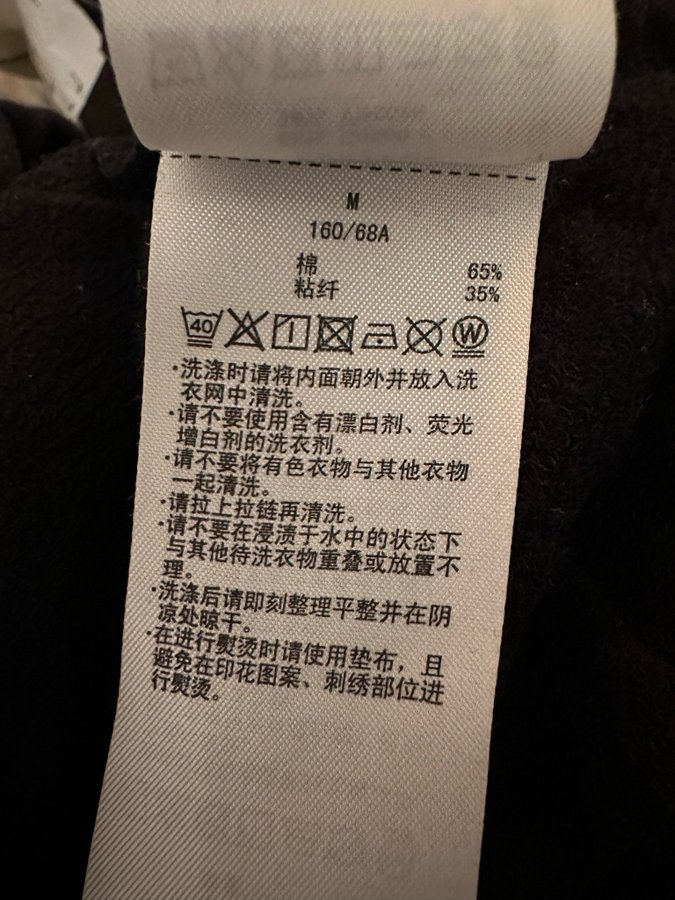 M
160/68A
棉 65%
粘纤 35%
40 W
·洗涤时请将内面朝外并放入洗
衣网中清洗。
·请不要使用含有漂白剂、荧光
增白剂的洗衣剂。
·请不要将有色衣物与其他衣物
一起清洗。
·请拉上拉链再清洗。
·请不要在浸渍于水中的状态下
与其他待洗衣物重叠或放置不
理。
·洗涤后请即刻整理平整并在阴
凉处晾干。
·在进行熨烫时请使用垫布，且
避免在印花图案、刺绣部位进
行熨烫。